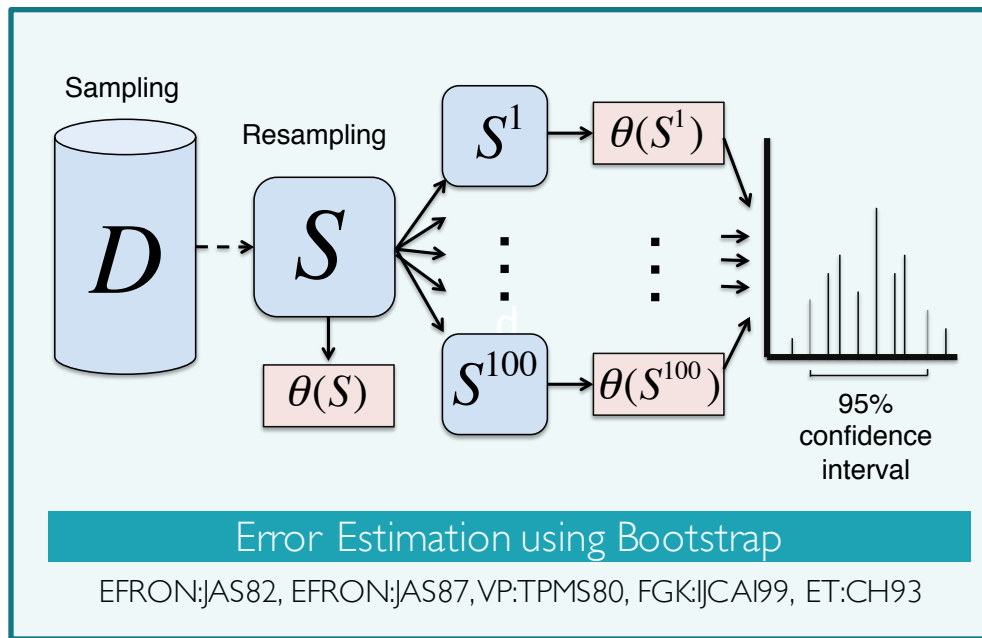 Sampling
Resampling
D
S
θ(S)
S¹
θ(S¹)
d
S¹⁰⁰
θ(S¹⁰⁰)
95%
confidence
interval
Error Estimation using Bootstrap
EFRON:JAS82, EFRON:JAS87, VP:TPMS80, FGK:IJCAI99, ET:CH93